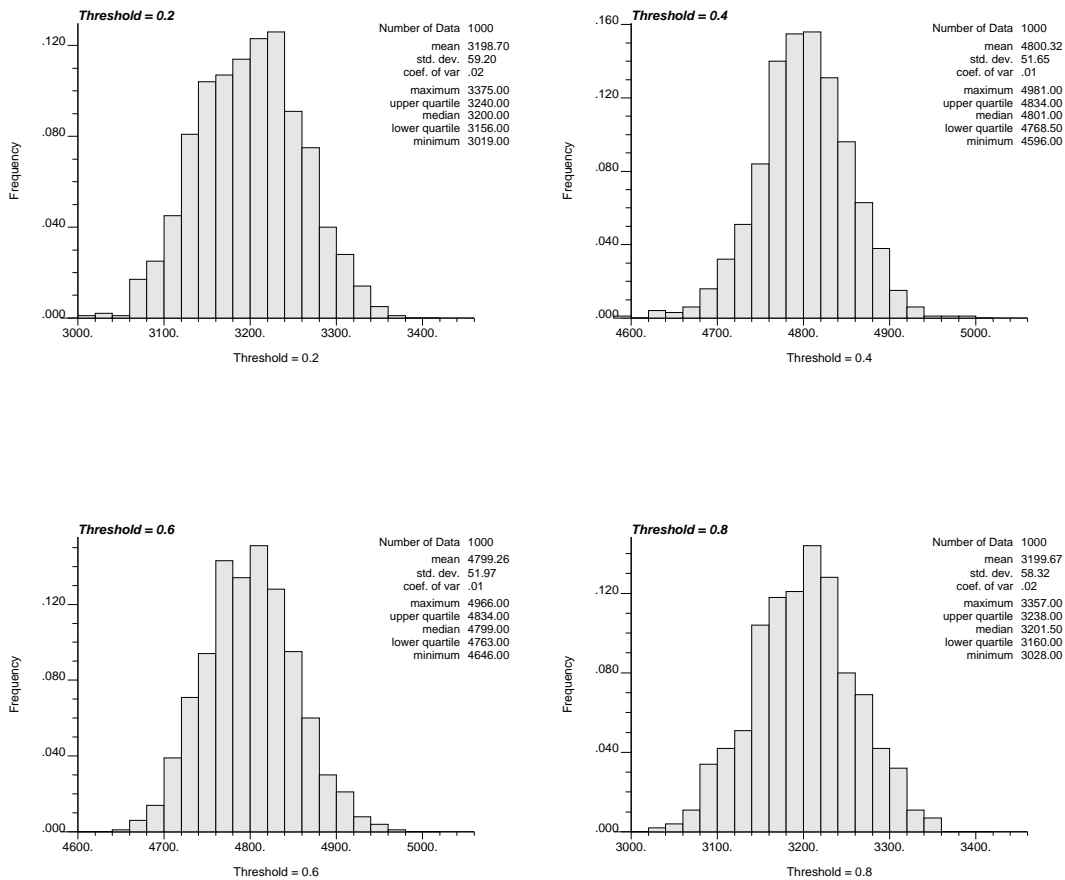 Threshold = 0.2
Number of Data 1000
mean 3198.70
std. dev. 59.20
coef. of var .02
maximum 3375.00
upper quartile 3240.00
median 3200.00
lower quartile 3156.00
minimum 3019.00
Frequency
.120
.080
.040
.000
3000. 3100. 3200. 3300. 3400.
Threshold = 0.2
Threshold = 0.4
Number of Data 1000
mean 4800.32
std. dev. 51.65
coef. of var .01
maximum 4981.00
upper quartile 4834.00
median 4801.00
lower quartile 4768.50
minimum 4596.00
Frequency
.160
.120
.080
.040
.000
4600. 4700. 4800. 4900. 5000.
Threshold = 0.4
Threshold = 0.6
Number of Data 1000
mean 4799.26
std. dev. 51.97
coef. of var .01
maximum 4966.00
upper quartile 4834.00
median 4799.00
lower quartile 4763.00
minimum 4646.00
Frequency
.120
.080
.040
.000
4600. 4700. 4800. 4900. 5000.
Threshold = 0.6
Threshold = 0.8
Number of Data 1000
mean 3199.67
std. dev. 58.32
coef. of var .02
maximum 3357.00
upper quartile 3238.00
median 3201.50
lower quartile 3160.00
minimum 3028.00
Frequency
.120
.080
.040
.000
3000. 3100. 3200. 3300. 3400.
Threshold = 0.8